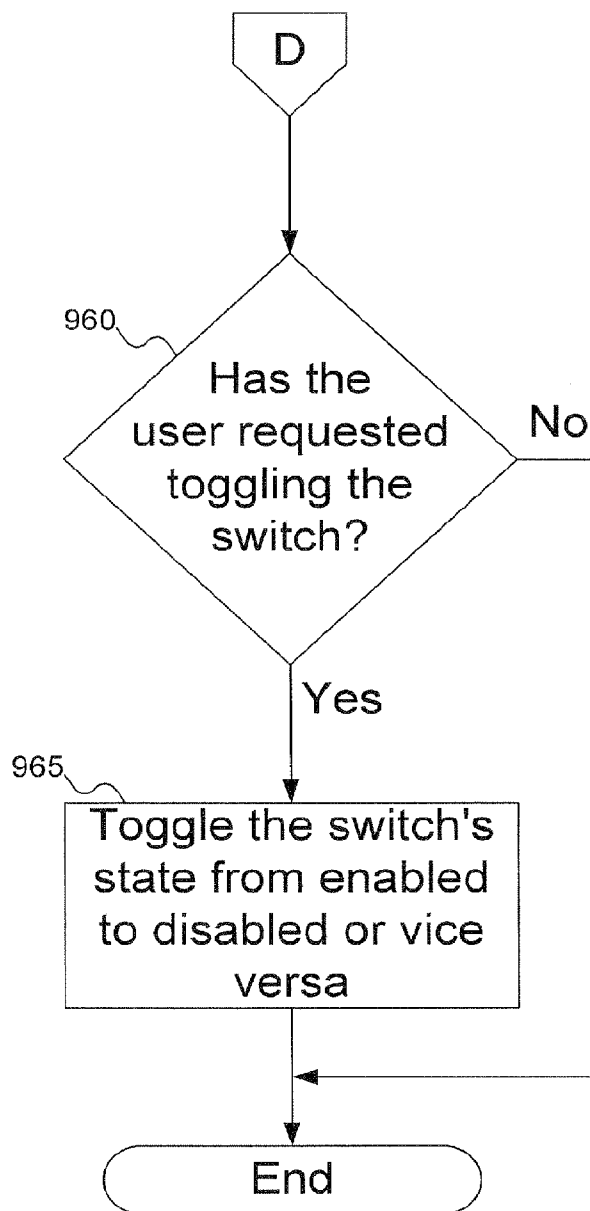 D
960
Has the
user requested
toggling the
switch?
No
Yes
965
Toggle the switch's
state from enabled
to disabled or vice
versa
End